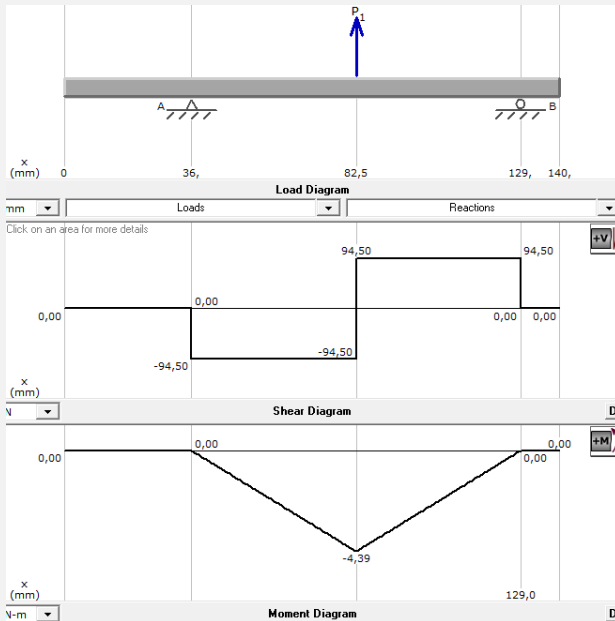 P1
A
B
x
(mm)
0
36,
82,5
129,
140,
Load Diagram
mm
Loads
Reactions
Click on an area for more details
+V
94,50
94,50
0,00
0,00
0,00
0,00
-94,50
-94,50
x
(mm)
N
Shear Diagram
D
+M
0,00
0,00
0,00
0,00
-4,39
x
(mm)
129,0
N-m
Moment Diagram
D